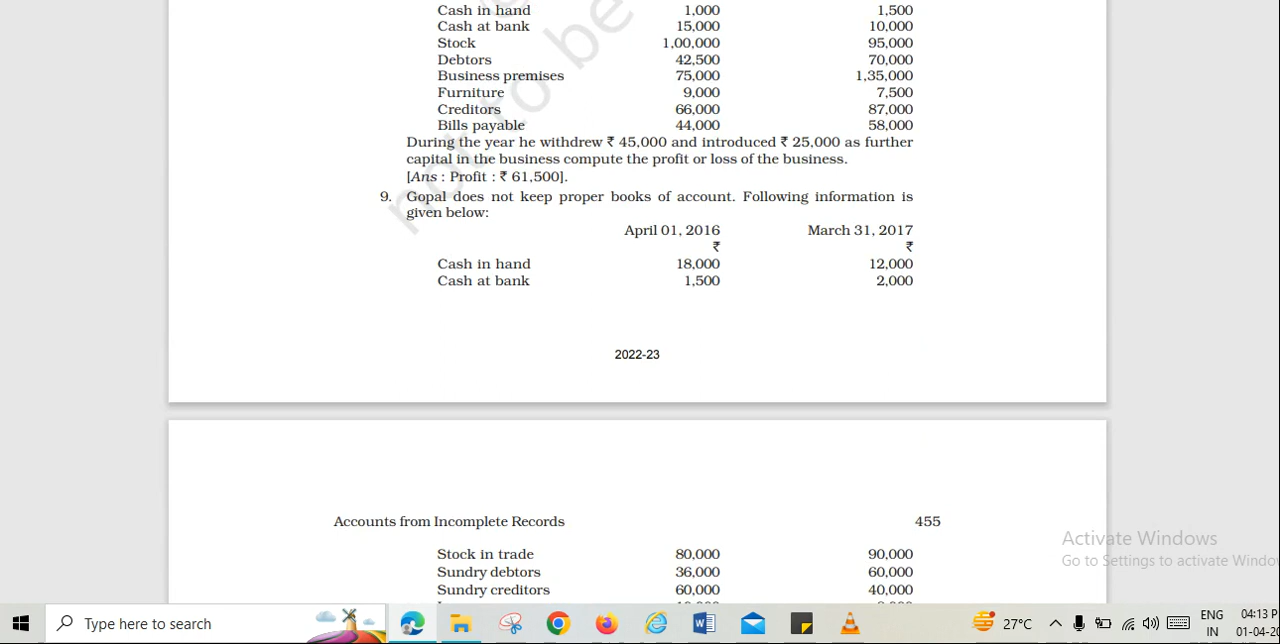 Cash in hand 1,000 1,500
Cash at bank 15,000 10,000
Stock 1,00,000 95,000
Debtors 42,500 70,000
Business premises 75,000 1,35,000
Furniture 9,000 7,500
Creditors 66,000 87,000
Bills payable 44,000 58,000
During the year he withdrew ₹ 45,000 and introduced ₹ 25,000 as further
capital in the business compute the profit or loss of the business.
[Ans : Profit : ₹ 61,500].
9. Gopal does not keep proper books of account. Following information is
given below:
April 01, 2016 March 31, 2017
₹ ₹
Cash in hand 18,000 12,000
Cash at bank 1,500 2,000
not to be
2022-23
Accounts from Incomplete Records 455
Stock in trade 80,000 90,000
Sundry debtors 36,000 60,000
Sundry creditors 60,000 40,000
Activate Windows
Go to Settings to activate Windo
Type here to search
27°C
ENG
IN
04:13 P
01-04-20